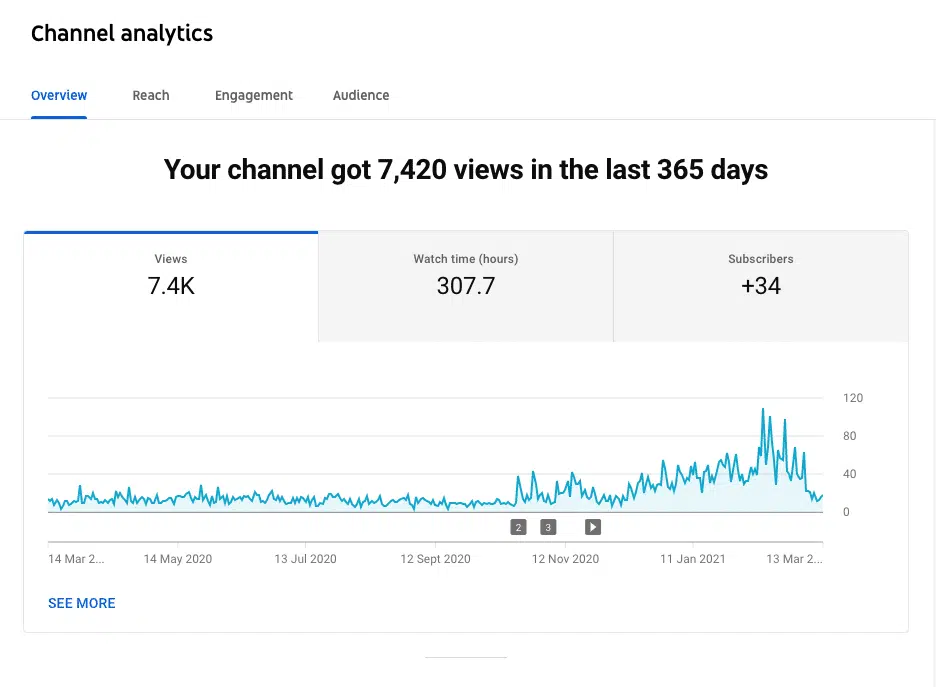 Channel analytics
Overview Reach Engagement Audience
Your channel got 7,420 views in the last 365 days
Views Watch time (hours) Subscribers
7.4K 307.7 +34
120
80
40
0
2 3
14 Mar 2... 14 May 2020 13 Jul 2020 12 Sept 2020 12 Nov 2020 11 Jan 2021 13 Mar 2...
SEE MORE